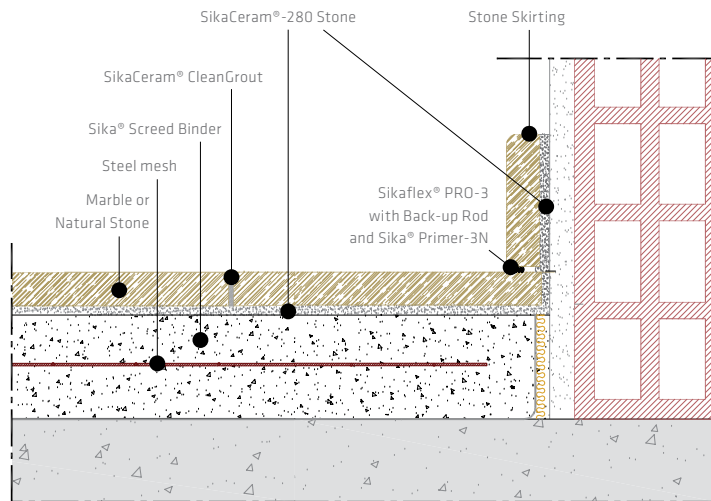 SikaCeram®-280 Stone
Stone Skirting
SikaCeram® CleanGrout
Sika® Screed Binder
Steel mesh
Marble or
Natural Stone
Sikaflex® PRO-3
with Back-up Rod
and Sika® Primer-3N